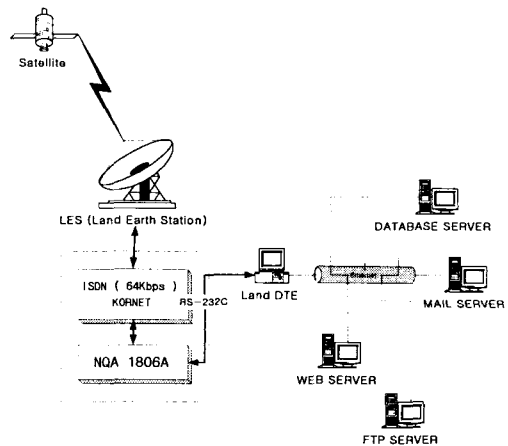 Satellite
LES (Land Earth Station)
ISDN ( 64Kbps )
KORNET
RS-232C
NQA 1806A
Land DTE
Ethernet
DATABASE SERVER
MAIL SERVER
WEB SERVER
FTP SERVER